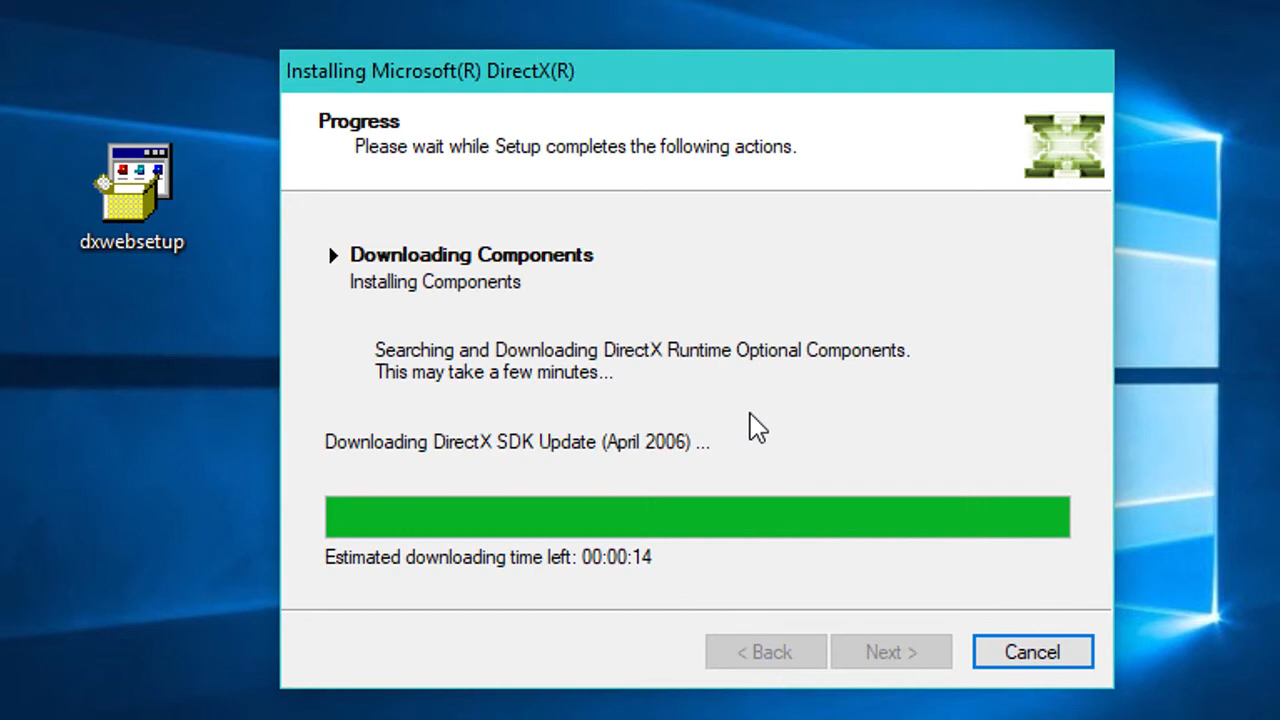 Installing Microsoft(R) DirectX(R)
Progress
Please wait while Setup completes the following actions.
dxwebsetup
Downloading Components
Installing Components
Searching and Downloading DirectX Runtime Optional Components.
This may take a few minutes...
Downloading DirectX SDK Update (April 2006) ...
Estimated downloading time left: 00:00:14
< Back
Next >
Cancel